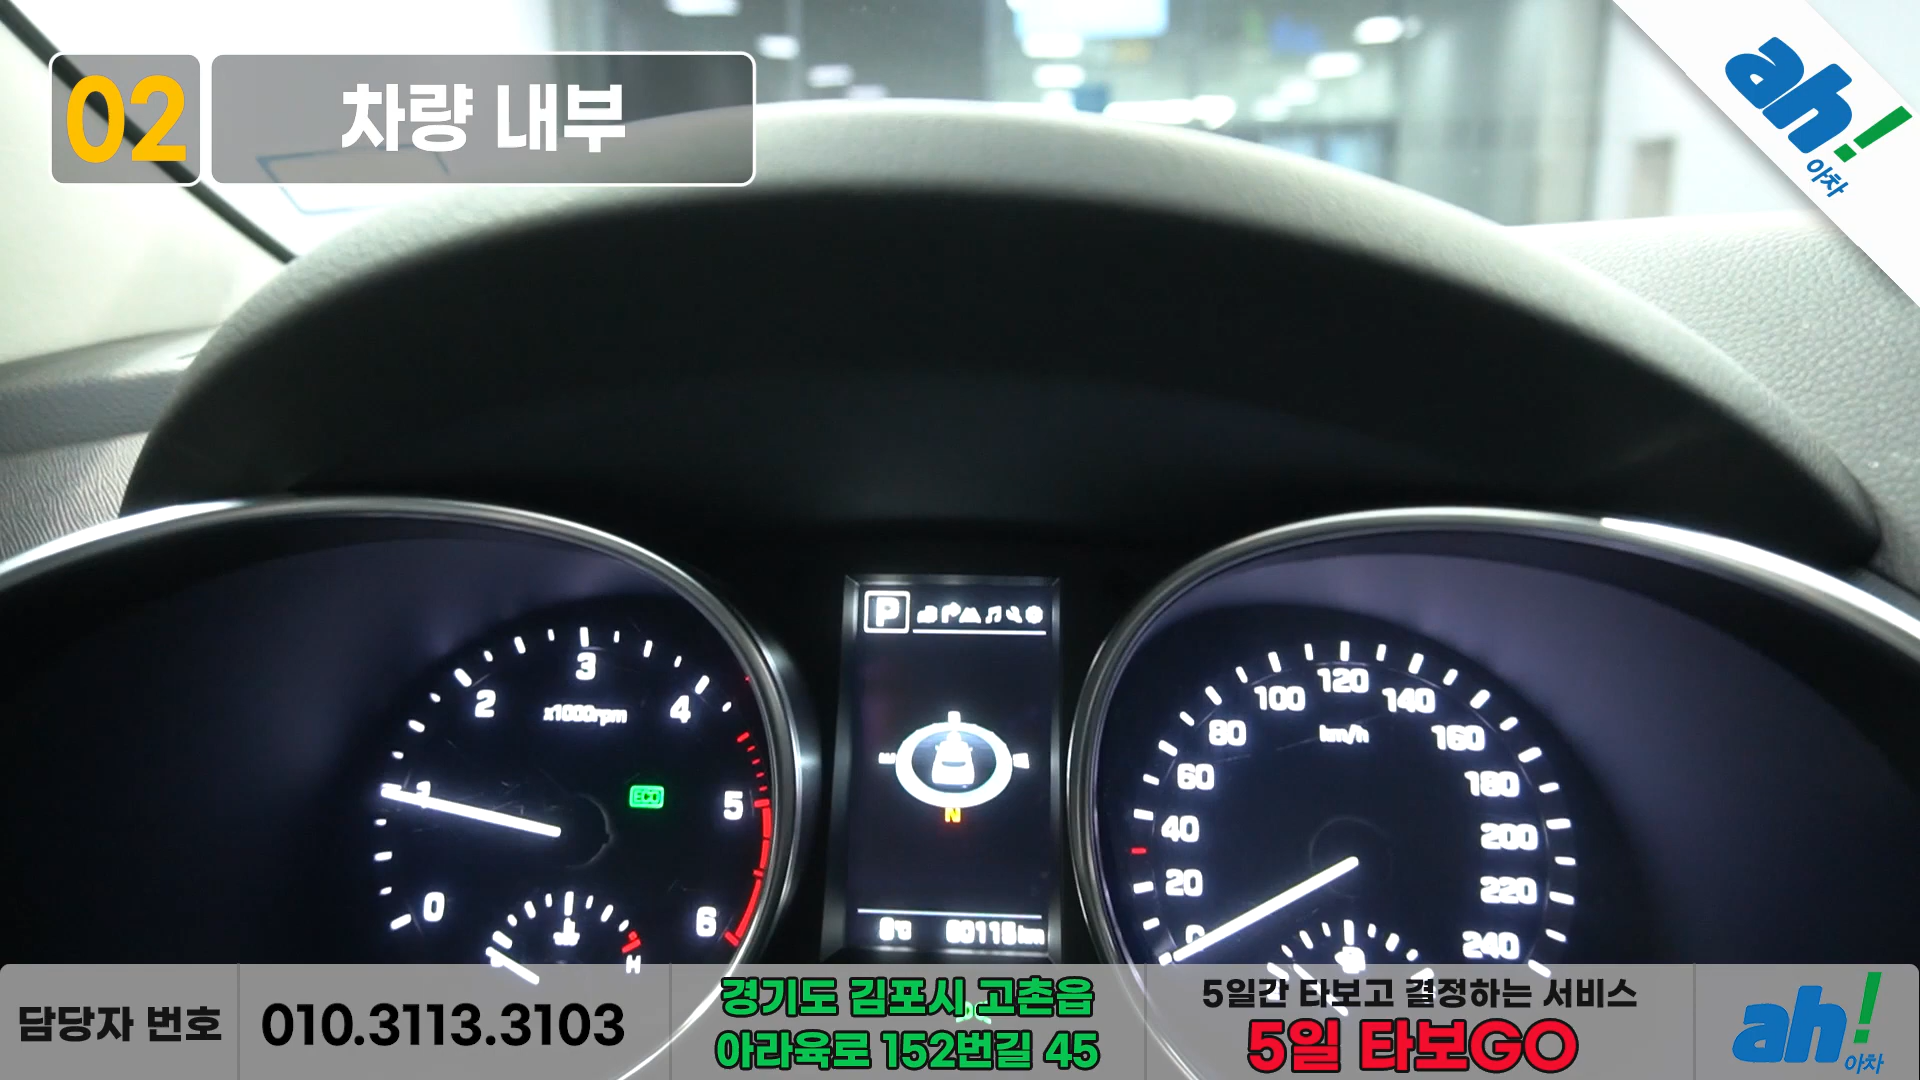 02 차량 내부
ah!
아차
P
0 1 2 3 4 5 6
x1000rpm
ECO
H
N
0 20 40 60 80 100 120 140 160 180 200 220 240
km/h
담당자 번호
010.3113.3103
경기도 김포시 고촌읍
아라육로 152번길 45
5일간 타보고 결정하는 서비스
5일 타보GO
ah!
아차